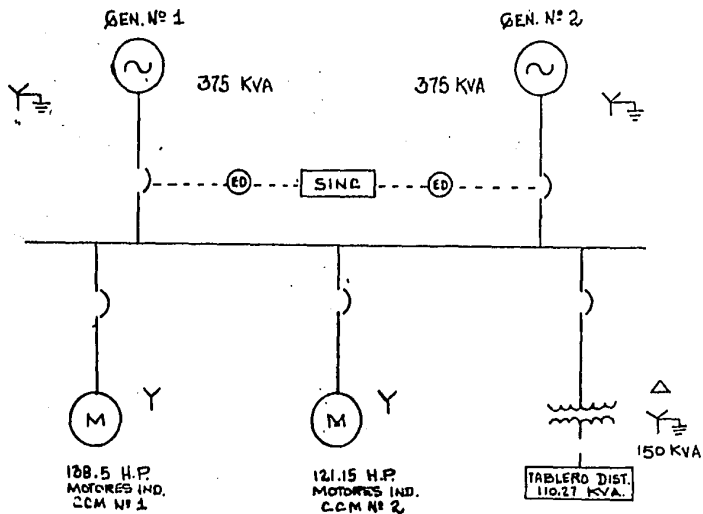 GEN. Nº 1
GEN. Nº 2
375 KVA
375 KVA
ED
SINC
ED
M
Y
M
Y
Δ
150 KVA
138.5 H.P.
MOTORES IND.
CCM Nº 1
121.15 H.P.
MOTORES IND.
CCM Nº 2
TABLERO DIST.
110.27 KVA.